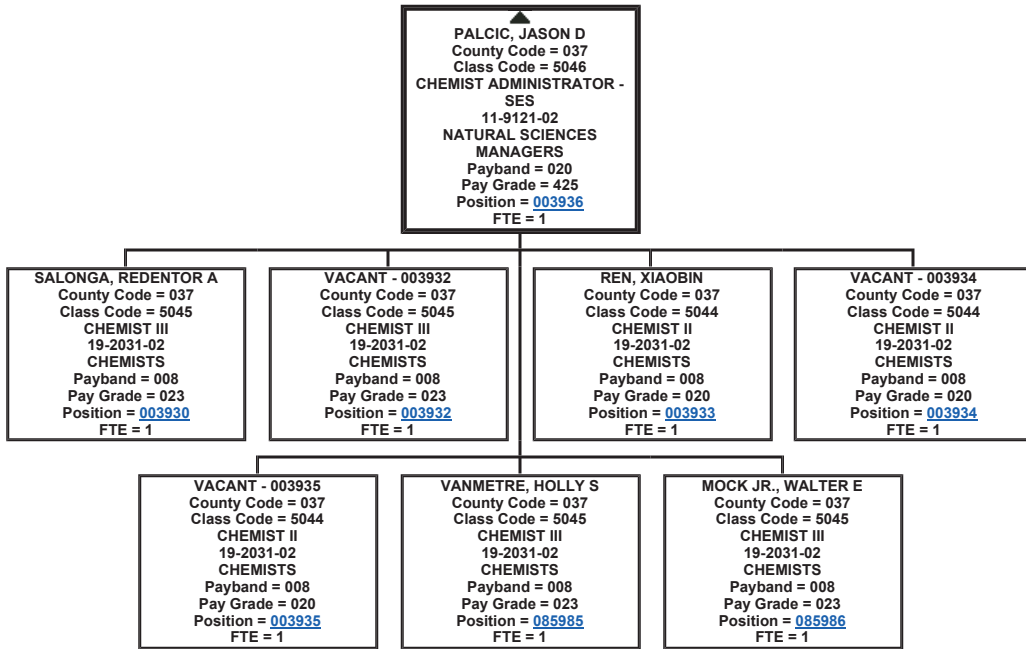 PALCIC, JASON D
County Code = 037
Class Code = 5046
CHEMIST ADMINISTRATOR -
SES
11-9121-02
NATURAL SCIENCES
MANAGERS
Payband = 020
Pay Grade = 425
Position = 003936
FTE = 1
SALONGA, REDENTOR A
County Code = 037
Class Code = 5045
CHEMIST III
19-2031-02
CHEMISTS
Payband = 008
Pay Grade = 023
Position = 003930
FTE = 1
VACANT - 003932
County Code = 037
Class Code = 5045
CHEMIST III
19-2031-02
CHEMISTS
Payband = 008
Pay Grade = 023
Position = 003932
FTE = 1
REN, XIAOBIN
County Code = 037
Class Code = 5044
CHEMIST II
19-2031-02
CHEMISTS
Payband = 008
Pay Grade = 020
Position = 003933
FTE = 1
VACANT - 003934
County Code = 037
Class Code = 5044
CHEMIST II
19-2031-02
CHEMISTS
Payband = 008
Pay Grade = 020
Position = 003934
FTE = 1
VACANT - 003935
County Code = 037
Class Code = 5044
CHEMIST II
19-2031-02
CHEMISTS
Payband = 008
Pay Grade = 020
Position = 003935
FTE = 1
VANMETRE, HOLLY S
County Code = 037
Class Code = 5045
CHEMIST III
19-2031-02
CHEMISTS
Payband = 008
Pay Grade = 023
Position = 085985
FTE = 1
MOCK JR., WALTER E
County Code = 037
Class Code = 5045
CHEMIST III
19-2031-02
CHEMISTS
Payband = 008
Pay Grade = 023
Position = 085986
FTE = 1